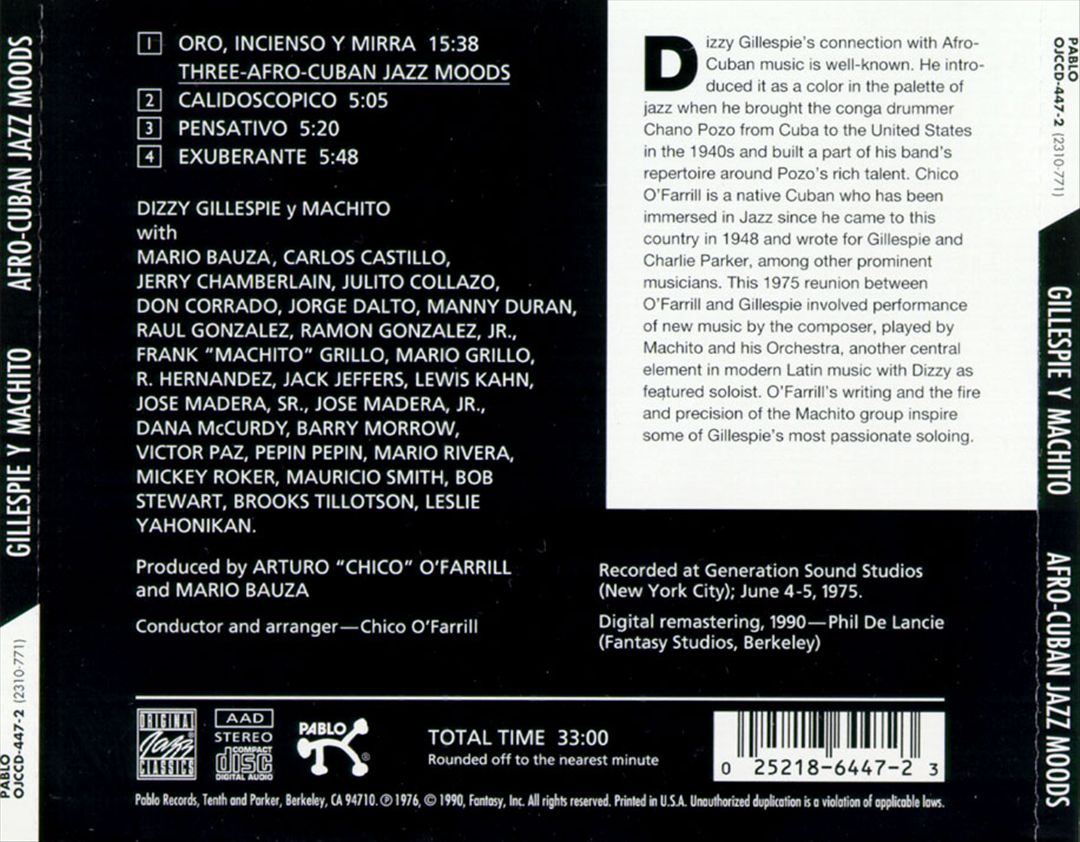 GILLESPIE Y MACHITO AFRO-CUBAN JAZZ MOODS
PABLO
OJCCD-447-2 (2310-771)
1 ORO, INCIENSO Y MIRRA 15:38
THREE-AFRO-CUBAN JAZZ MOODS
2 CALIDOSCOPICO 5:05
3 PENSATIVO 5:20
4 EXUBERANTE 5:48
DIZZY GILLESPIE y MACHITO
with
MARIO BAUZA, CARLOS CASTILLO,
JERRY CHAMBERLAIN, JULITO COLLAZO,
DON CORRADO, JORGE DALTO, MANNY DURAN,
RAUL GONZALEZ, RAMON GONZALEZ, JR.,
FRANK “MACHITO” GRILLO, MARIO GRILLO,
R. HERNANDEZ, JACK JEFFERS, LEWIS KAHN,
JOSE MADERA, SR., JOSE MADERA, JR.,
DANA McCURDY, BARRY MORROW,
VICTOR PAZ, PEPIN PEPIN, MARIO RIVERA,
MICKEY ROKER, MAURICIO SMITH, BOB
STEWART, BROOKS TILLOTSON, LESLIE
YAHONIKAN.
Produced by ARTURO “CHICO” O’FARRILL
and MARIO BAUZA
Conductor and arranger—Chico O’Farrill
Dizzy Gillespie’s connection with Afro-
Cuban music is well-known. He intro-
duced it as a color in the palette of
jazz when he brought the conga drummer
Chano Pozo from Cuba to the United States
in the 1940s and built a part of his band’s
repertoire around Pozo’s rich talent. Chico
O’Farrill is a native Cuban who has been
immersed in Jazz since he came to this
country in 1948 and wrote for Gillespie and
Charlie Parker, among other prominent
musicians. This 1975 reunion between
O’Farrill and Gillespie involved performance
of new music by the composer, played by
Machito and his Orchestra, another central
element in modern Latin music with Dizzy as
featured soloist. O’Farrill’s writing and the fire
and precision of the Machito group inspire
some of Gillespie’s most passionate soloing.
Recorded at Generation Sound Studios
(New York City); June 4-5, 1975.
Digital remastering, 1990—Phil De Lancie
(Fantasy Studios, Berkeley)
ORIGINAL
Jazz
CLASSICS
AAD
STEREO
COMPACT
disc
DIGITAL AUDIO
PABLO ®
TOTAL TIME 33:00
Rounded off to the nearest minute
0 25218-6447-2 3
Pablo Records, Tenth and Parker, Berkeley, CA 94710. ℗ 1976, © 1990, Fantasy, Inc. All rights reserved. Printed in U.S.A. Unauthorized duplication is a violation of applicable laws.
PABLO
OJCCD-447-2 (2310-771)
GILLESPIE Y MACHITO AFRO-CUBAN JAZZ MOODS